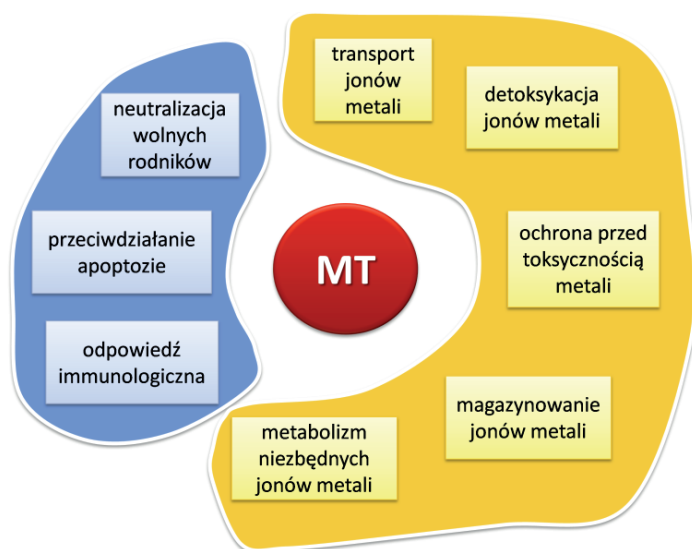 transport
jonów
metali
detoksykacja
jonów metali
neutralizacja
wolnych
rodników
przeciwdziałanie
apoptozie
MT
ochrona przed
toksycznością
metali
odpowiedź
immunologiczna
magazynowanie
jonów metali
metabolizm
niezbędnych
jonów metali